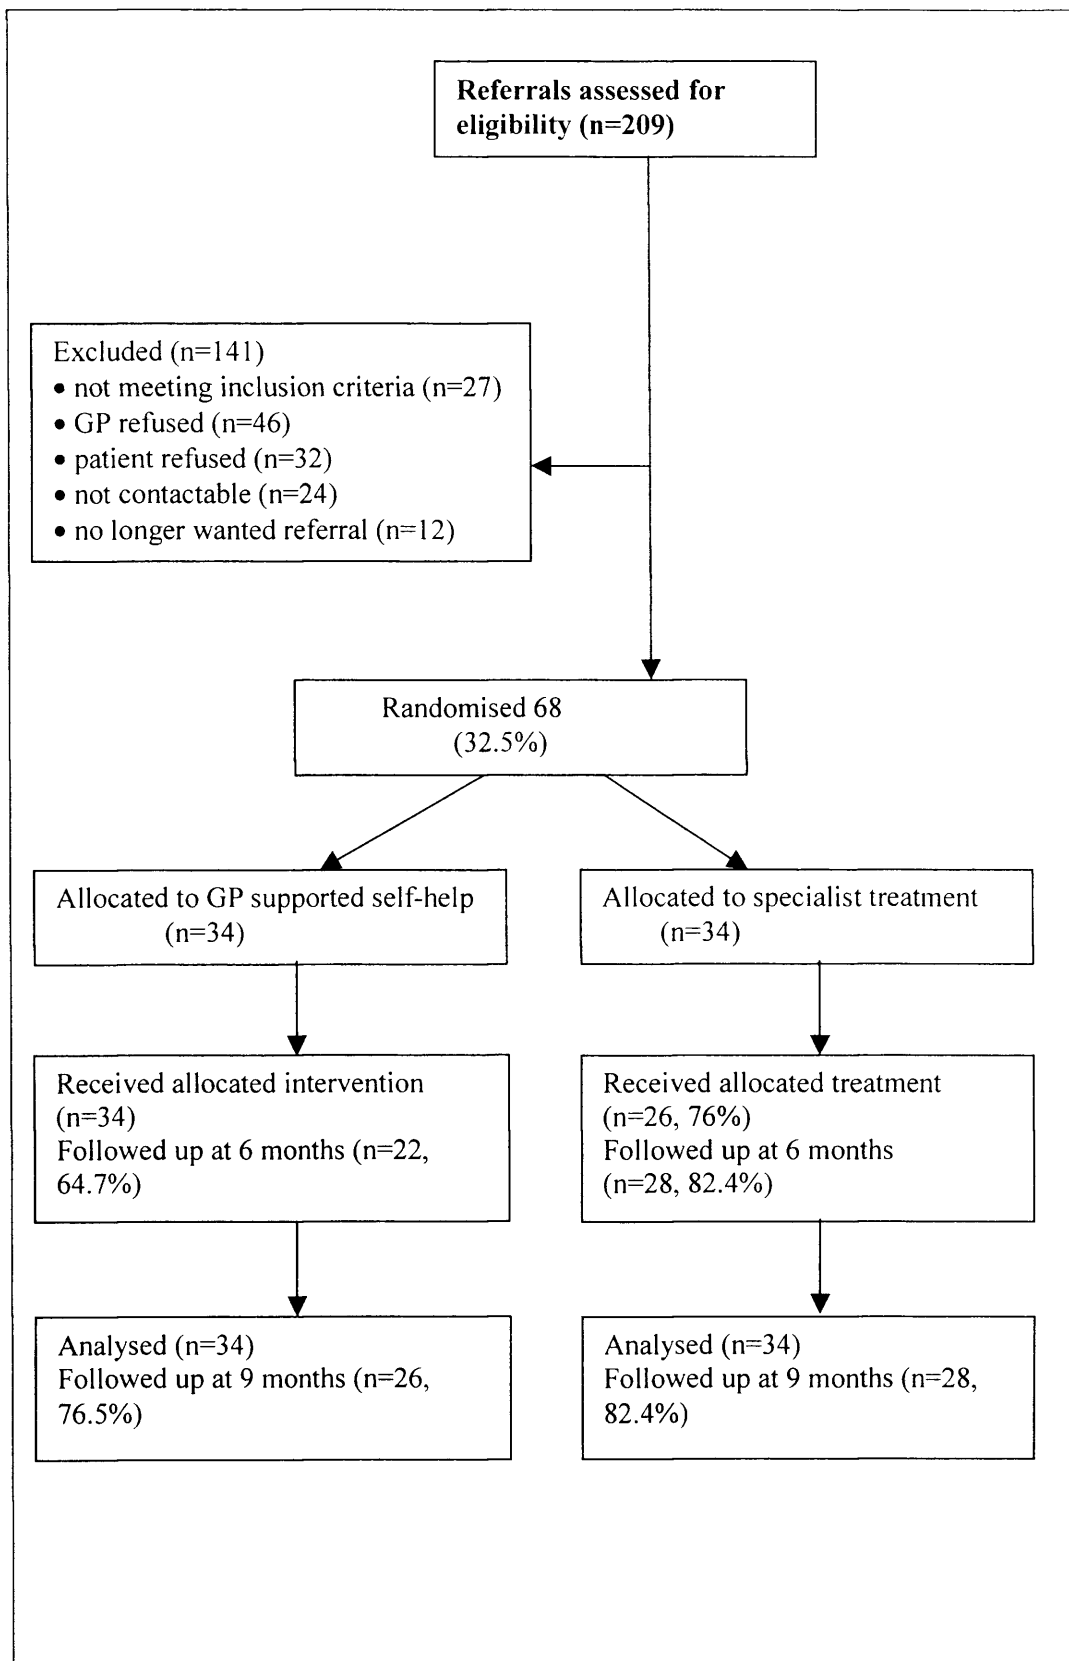 Referrals assessed for
eligibility (n=209)
Excluded (n=141)
• not meeting inclusion criteria (n=27)
• GP refused (n=46)
• patient refused (n=32)
• not contactable (n=24)
• no longer wanted referral (n=12)
Randomised 68
(32.5%)
Allocated to GP supported self-help
(n=34)
Allocated to specialist treatment
(n=34)
Received allocated intervention
(n=34)
Followed up at 6 months (n=22,
64.7%)
Received allocated treatment
(n=26, 76%)
Followed up at 6 months
(n=28, 82.4%)
Analysed (n=34)
Followed up at 9 months (n=26,
76.5%)
Analysed (n=34)
Followed up at 9 months (n=28,
82.4%)